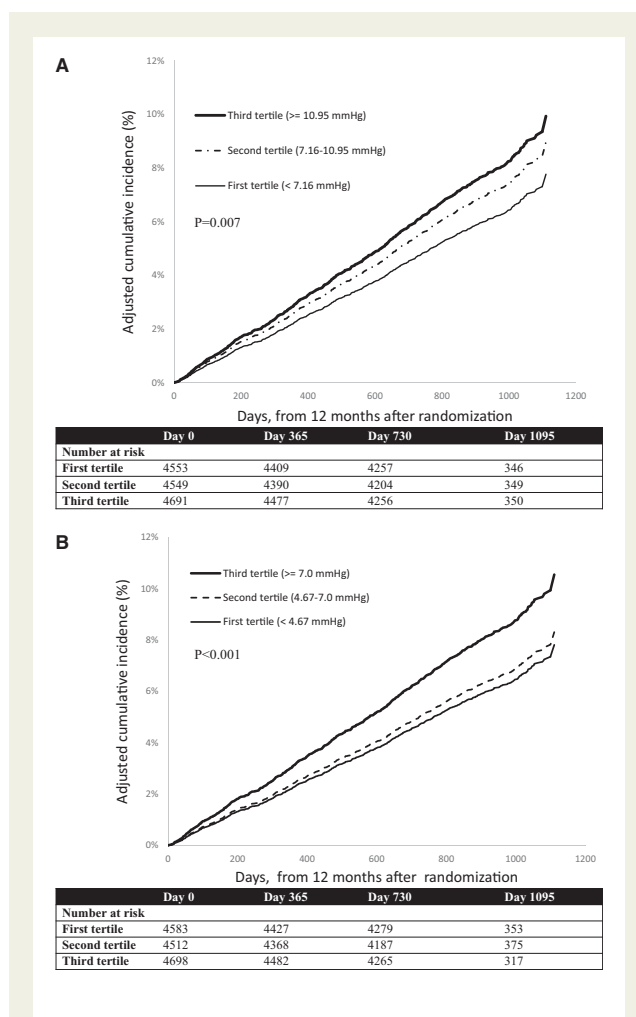 A
12%
10%
8%
6%
4%
2%
0%
Adjusted cumulative incidence (%)
Third tertile (>= 10.95 mmHg)
Second tertile (7.16-10.95 mmHg)
First tertile (< 7.16 mmHg)
P=0.007
0 200 400 600 800 1000 1200
Days, from 12 months after randomization
Day 0 Day 365 Day 730 Day 1095
Number at risk
First tertile 4553 4409 4257 346
Second tertile 4549 4390 4204 349
Third tertile 4691 4477 4256 350
B
12%
10%
8%
6%
4%
2%
0%
Adjusted cumulative incidence (%)
Third tertile (>= 7.0 mmHg)
Second tertile (4.67-7.0 mmHg)
First tertile (< 4.67 mmHg)
P<0.001
0 200 400 600 800 1000 1200
Days, from 12 months after randomization
Day 0 Day 365 Day 730 Day 1095
Number at risk
First tertile 4583 4427 4279 353
Second tertile 4512 4368 4187 375
Third tertile 4698 4482 4265 317